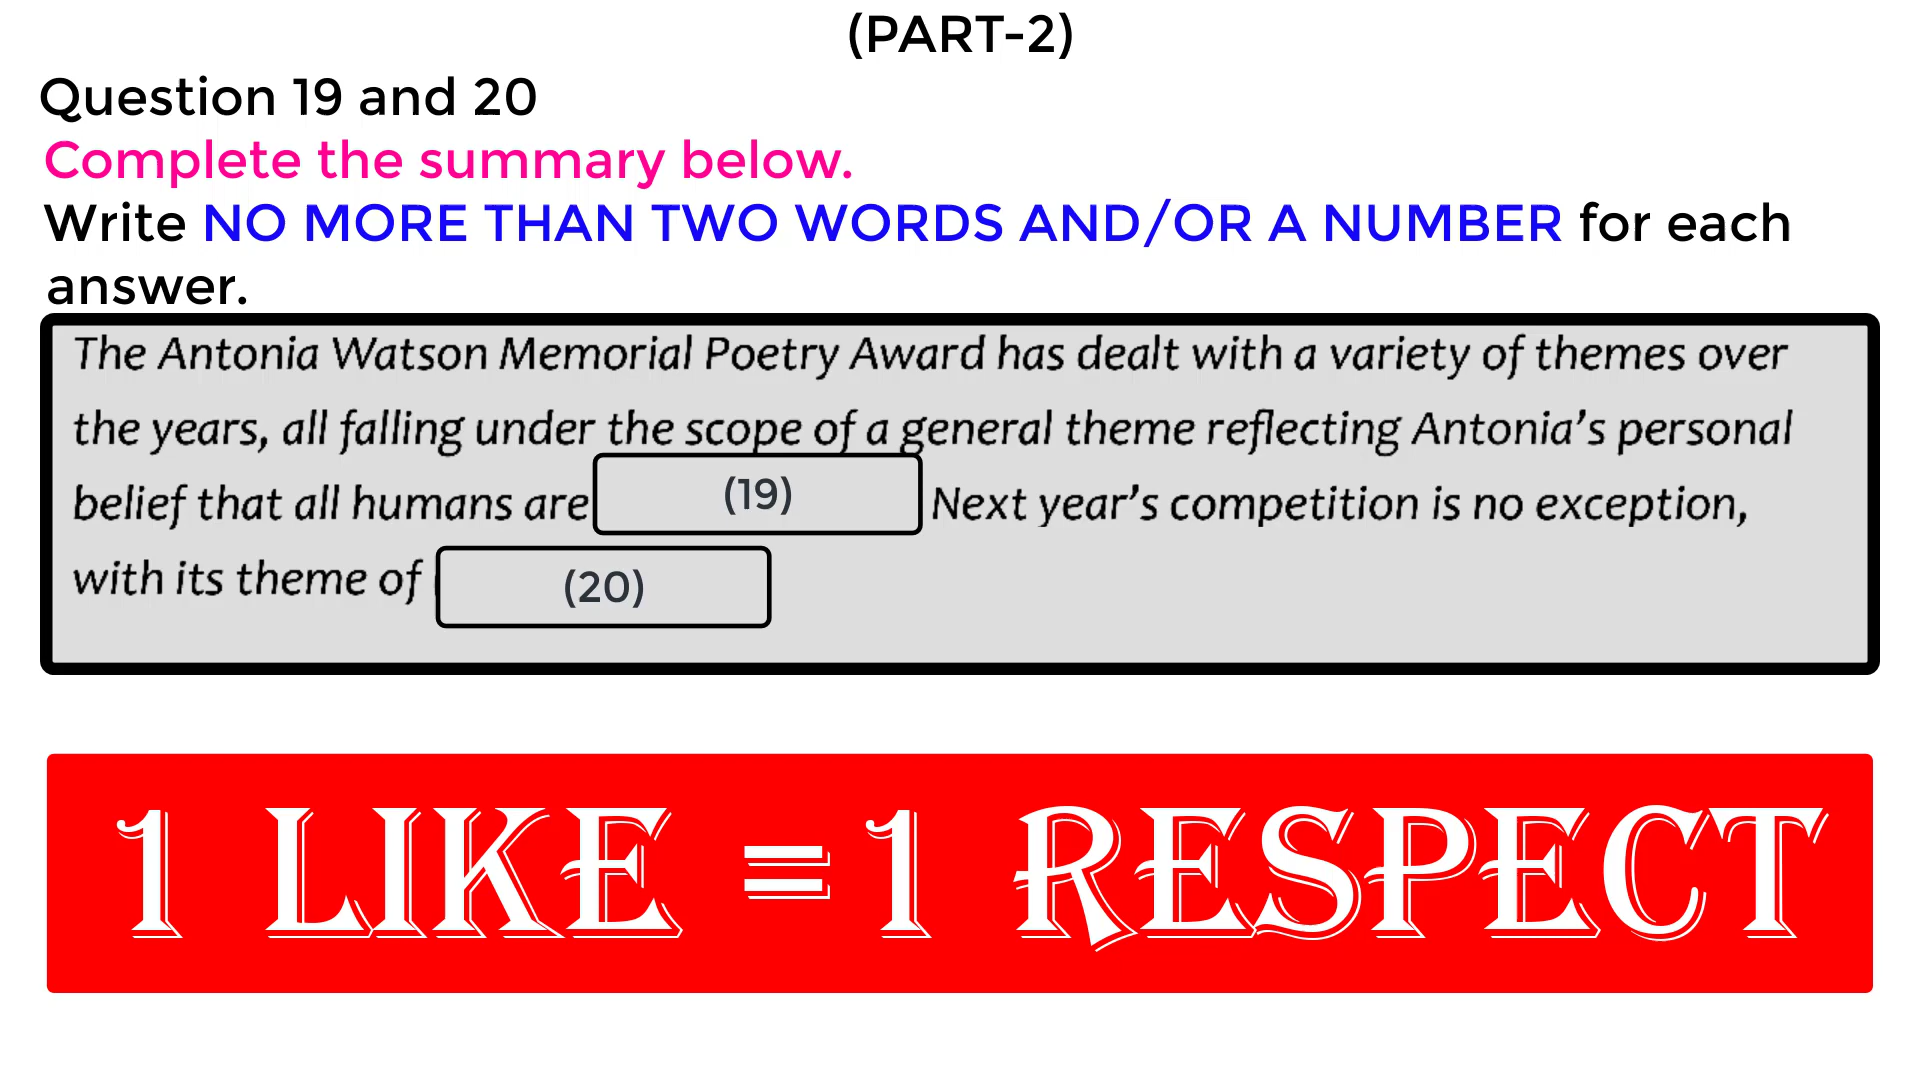 (PART-2)
Question 19 and 20
Complete the summary below.
Write NO MORE THAN TWO WORDS AND/OR A NUMBER for each
answer.
The Antonia Watson Memorial Poetry Award has dealt with a variety of themes over
the years, all falling under the scope of a general theme reflecting Antonia's personal
belief that all humans are (19) Next year's competition is no exception,
with its theme of (20)
1 LIKE = 1 RESPECT